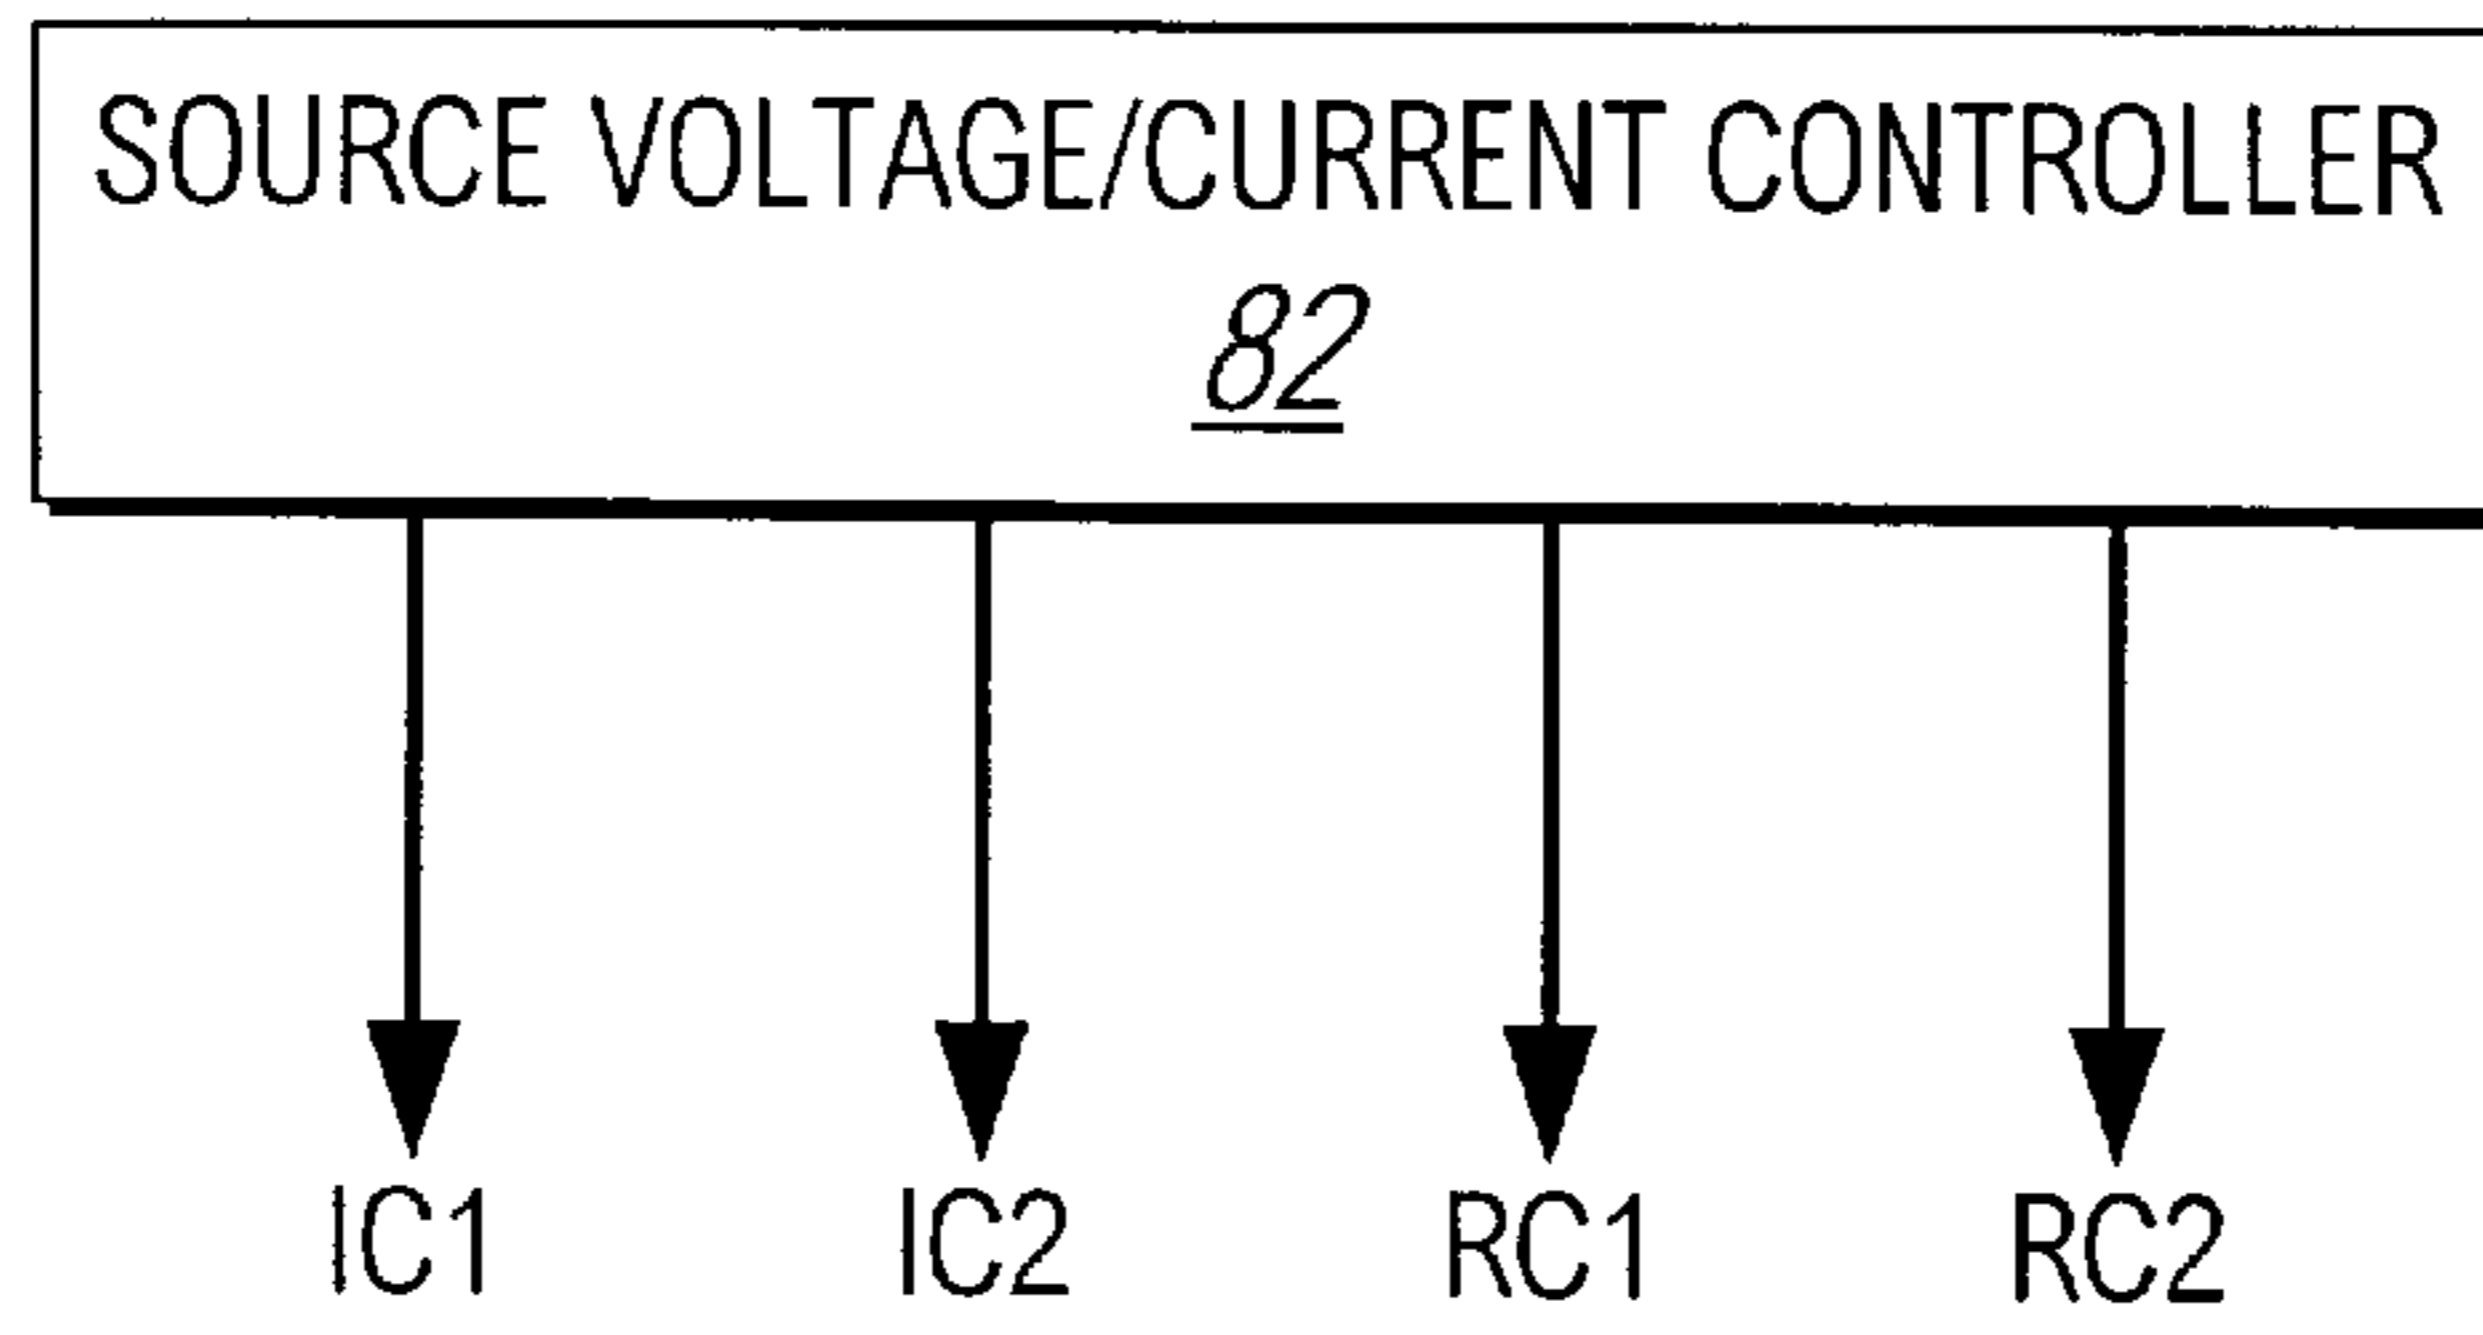 SOURCE VOLTAGE/CURRENT CONTROLLER
82
IC1 IC2 RC1 RC2